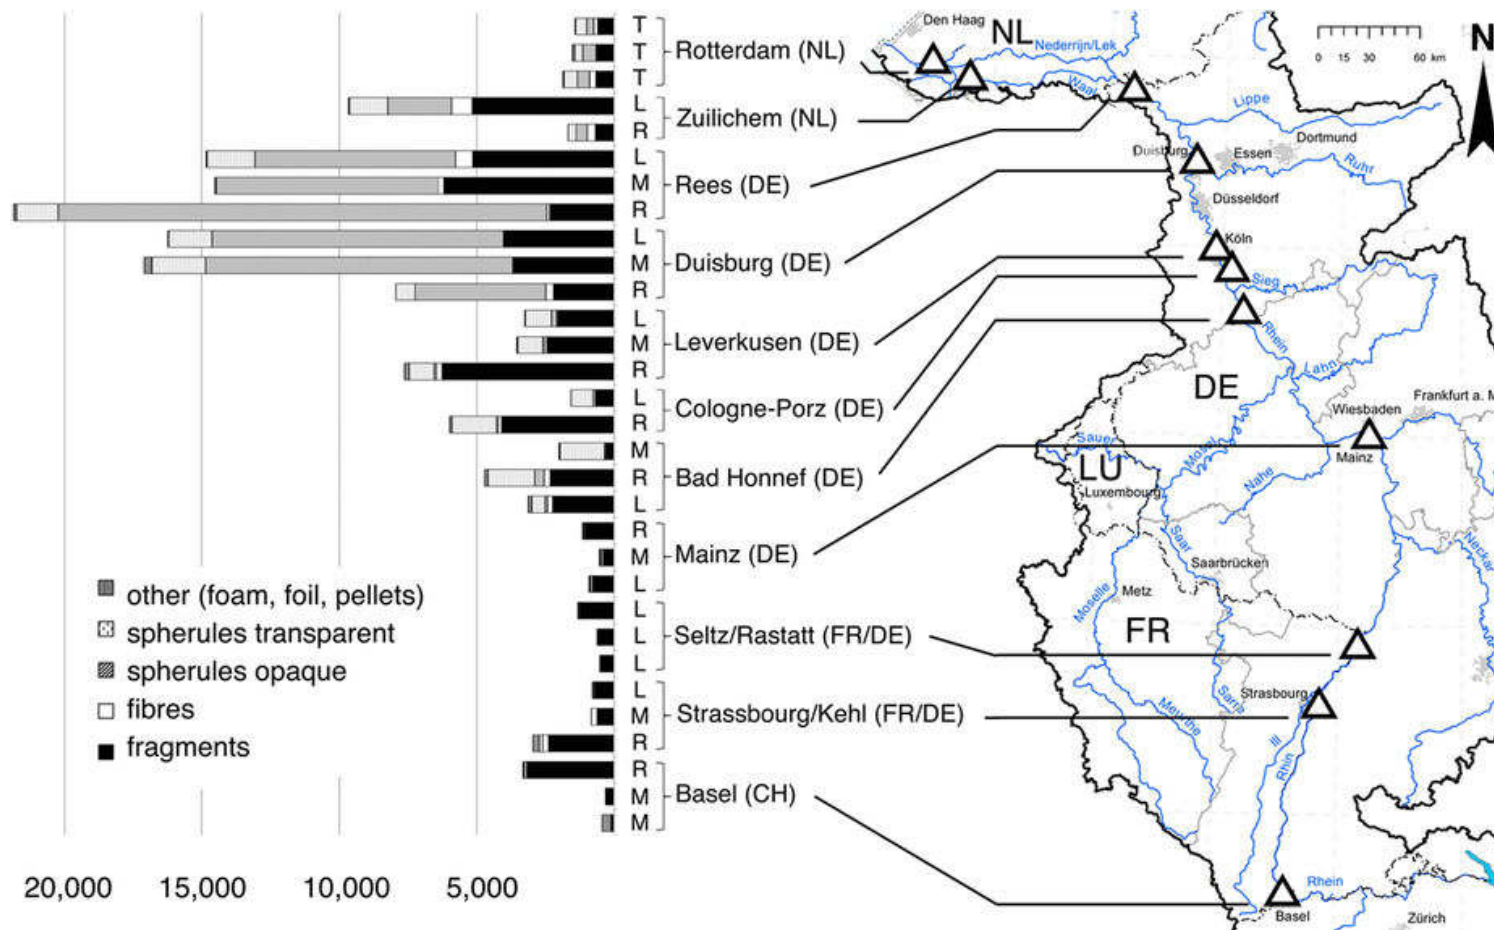 T
T
T
Rotterdam (NL)
L
R
Zuilichem (NL)
L
M
R
Rees (DE)
L
M
R
Duisburg (DE)
L
M
R
Leverkusen (DE)
L
R
Cologne-Porz (DE)
M
R
L
Bad Honnef (DE)
R
M
L
Mainz (DE)
L
L
L
Seltz/Rastatt (FR/DE)
L
M
R
Strassbourg/Kehl (FR/DE)
R
M
M
Basel (CH)
other (foam, foil, pellets)
spherules transparent
spherules opaque
fibres
fragments
20,000 15,000 10,000 5,000
Den Haag
NL
Nederrijn/Lek
Waal
0 15 30 60 km
N
Lippe
Dortmund
Duisburg
Essen
Ruhr
Düsseldorf
Köln
Sieg
Rhein
Lahn
DE
Wiesbaden
Frankfurt a. M
Sauer
Mosel
Mainz
LU
Luxembourg
Nahe
Saar
Saarbrücken
Neckar
Moselle
Metz
FR
Strasbourg
Sarre
Meurthe
Ill
Rhin
Rhein
Basel
Zürich